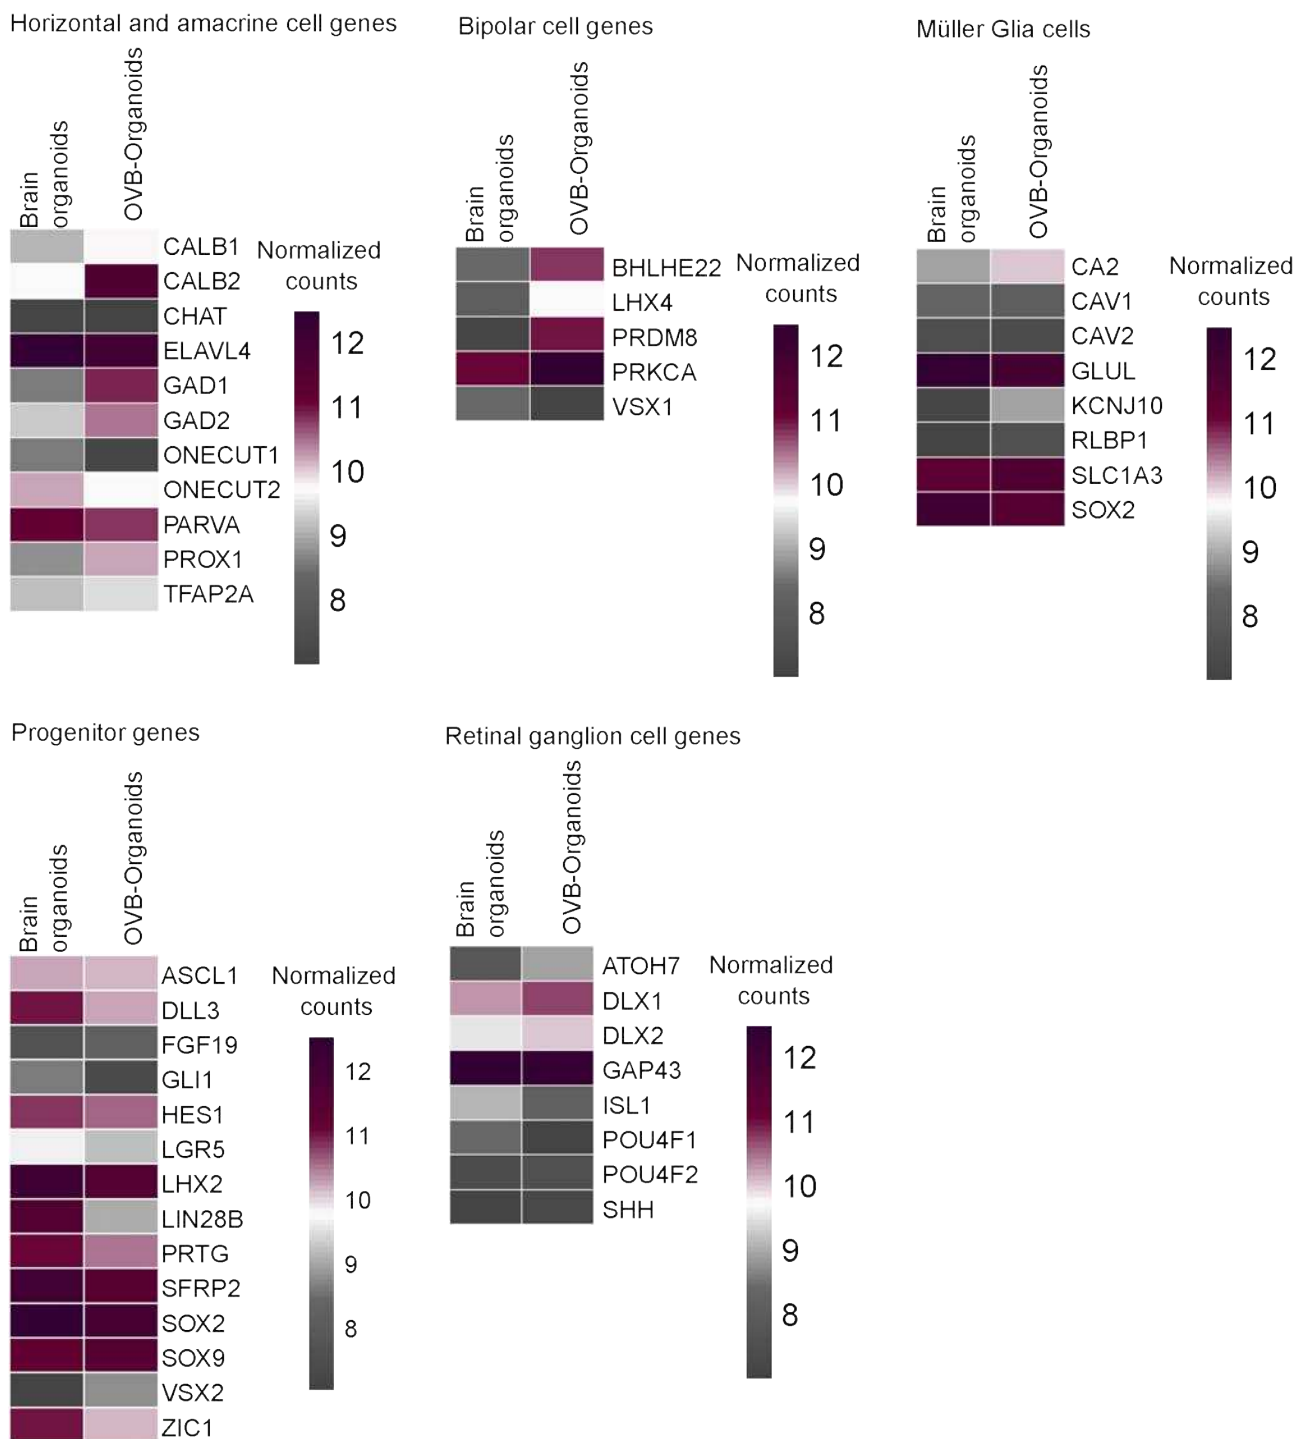 Horizontal and amacrine cell genes
Brain
organoids
OVB-Organoids
CALB1
CALB2
CHAT
ELAVL4
GAD1
GAD2
ONECUT1
ONECUT2
PARVA
PROX1
TFAP2A
Normalized
counts
12
11
10
9
8
Bipolar cell genes
Brain
organoids
OVB-Organoids
BHLHE22
LHX4
PRDM8
PRKCA
VSX1
Normalized
counts
12
11
10
9
8
Müller Glia cells
Brain
organoids
OVB-Organoids
CA2
CAV1
CAV2
GLUL
KCNJ10
RLBP1
SLC1A3
SOX2
Normalized
counts
12
11
10
9
8
Progenitor genes
Brain
organoids
OVB-Organoids
ASCL1
DLL3
FGF19
GLI1
HES1
LGR5
LHX2
LIN28B
PRTG
SFRP2
SOX2
SOX9
VSX2
ZIC1
Normalized
counts
12
11
10
9
8
Retinal ganglion cell genes
Brain
organoids
OVB-Organoids
ATOH7
DLX1
DLX2
GAP43
ISL1
POU4F1
POU4F2
SHH
Normalized
counts
12
11
10
9
8